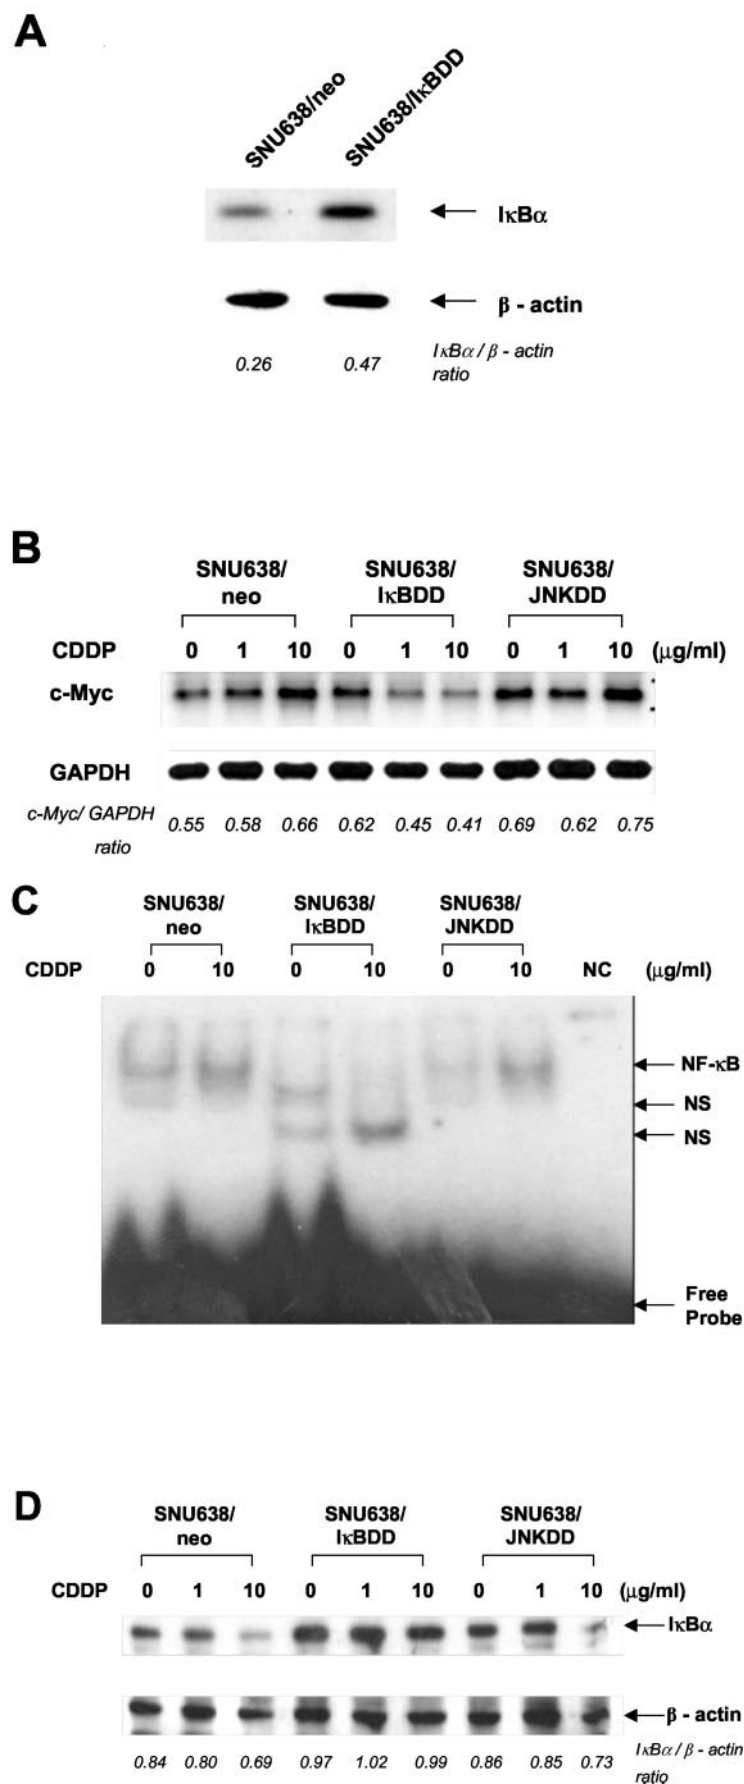 A
SNU638/neo
SNU638/IκBDD
IκBα
β - actin
0.26 0.47 IκBα / β - actin
ratio
B
SNU638/ SNU638/ SNU638/
neo IκBDD JNKDD
CDDP 0 1 10 0 1 10 0 1 10 (μg/ml)
c-Myc
GAPDH
c-Myc/ GAPDH
0.55 0.58 0.66 0.62 0.45 0.41 0.69 0.62 0.75
ratio
C
SNU638/ SNU638/ SNU638/
neo IκBDD JNKDD
CDDP 0 10 0 10 0 10 NC (μg/ml)
NF-κB
NS
NS
Free
Probe
D
SNU638/ SNU638/ SNU638/
neo IκBDD JNKDD
CDDP 0 1 10 0 1 10 0 1 10 (μg/ml)
IκBα
β - actin
0.84 0.80 0.69 0.97 1.02 0.99 0.86 0.85 0.73 IκBα / β - actin
ratio